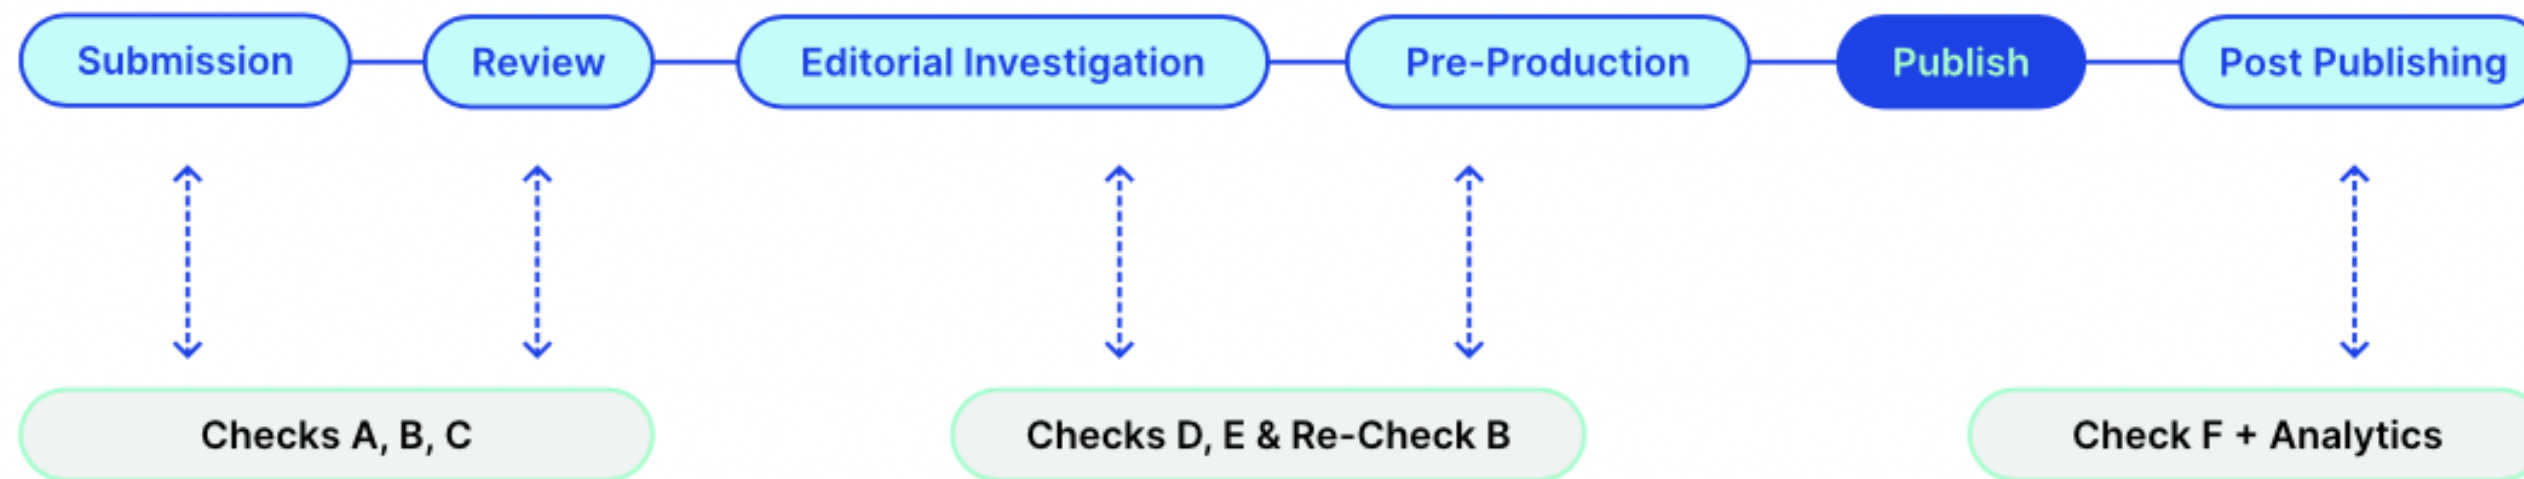 Submission
Review
Editorial Investigation
Pre-Production
Publish
Post Publishing
Checks A, B, C
Checks D, E & Re-Check B
Check F + Analytics